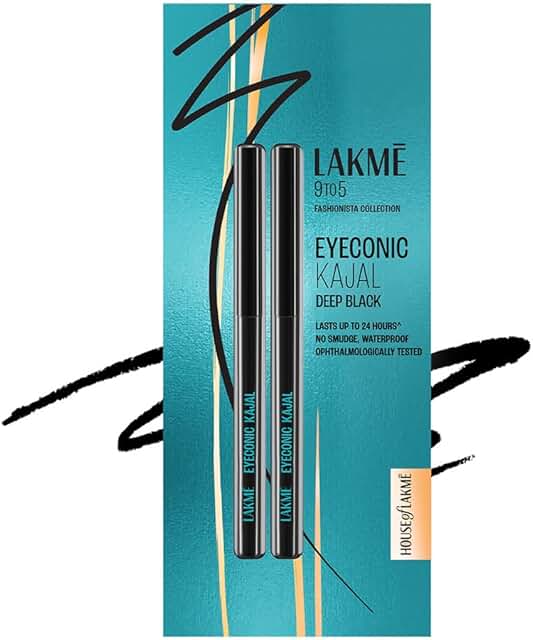 LAKMĒ
9TO5
FASHIONISTA COLLECTION
EYECONIC
KAJAL
DEEP BLACK
LASTS UP TO 24 HOURS^
NO SMUDGE, WATERPROOF
OPHTHALMOLOGICALLY TESTED
LAKMĒ EYECONIC KAJAL
LAKMĒ EYECONIC KAJAL
HOUSE of LAKMĒ